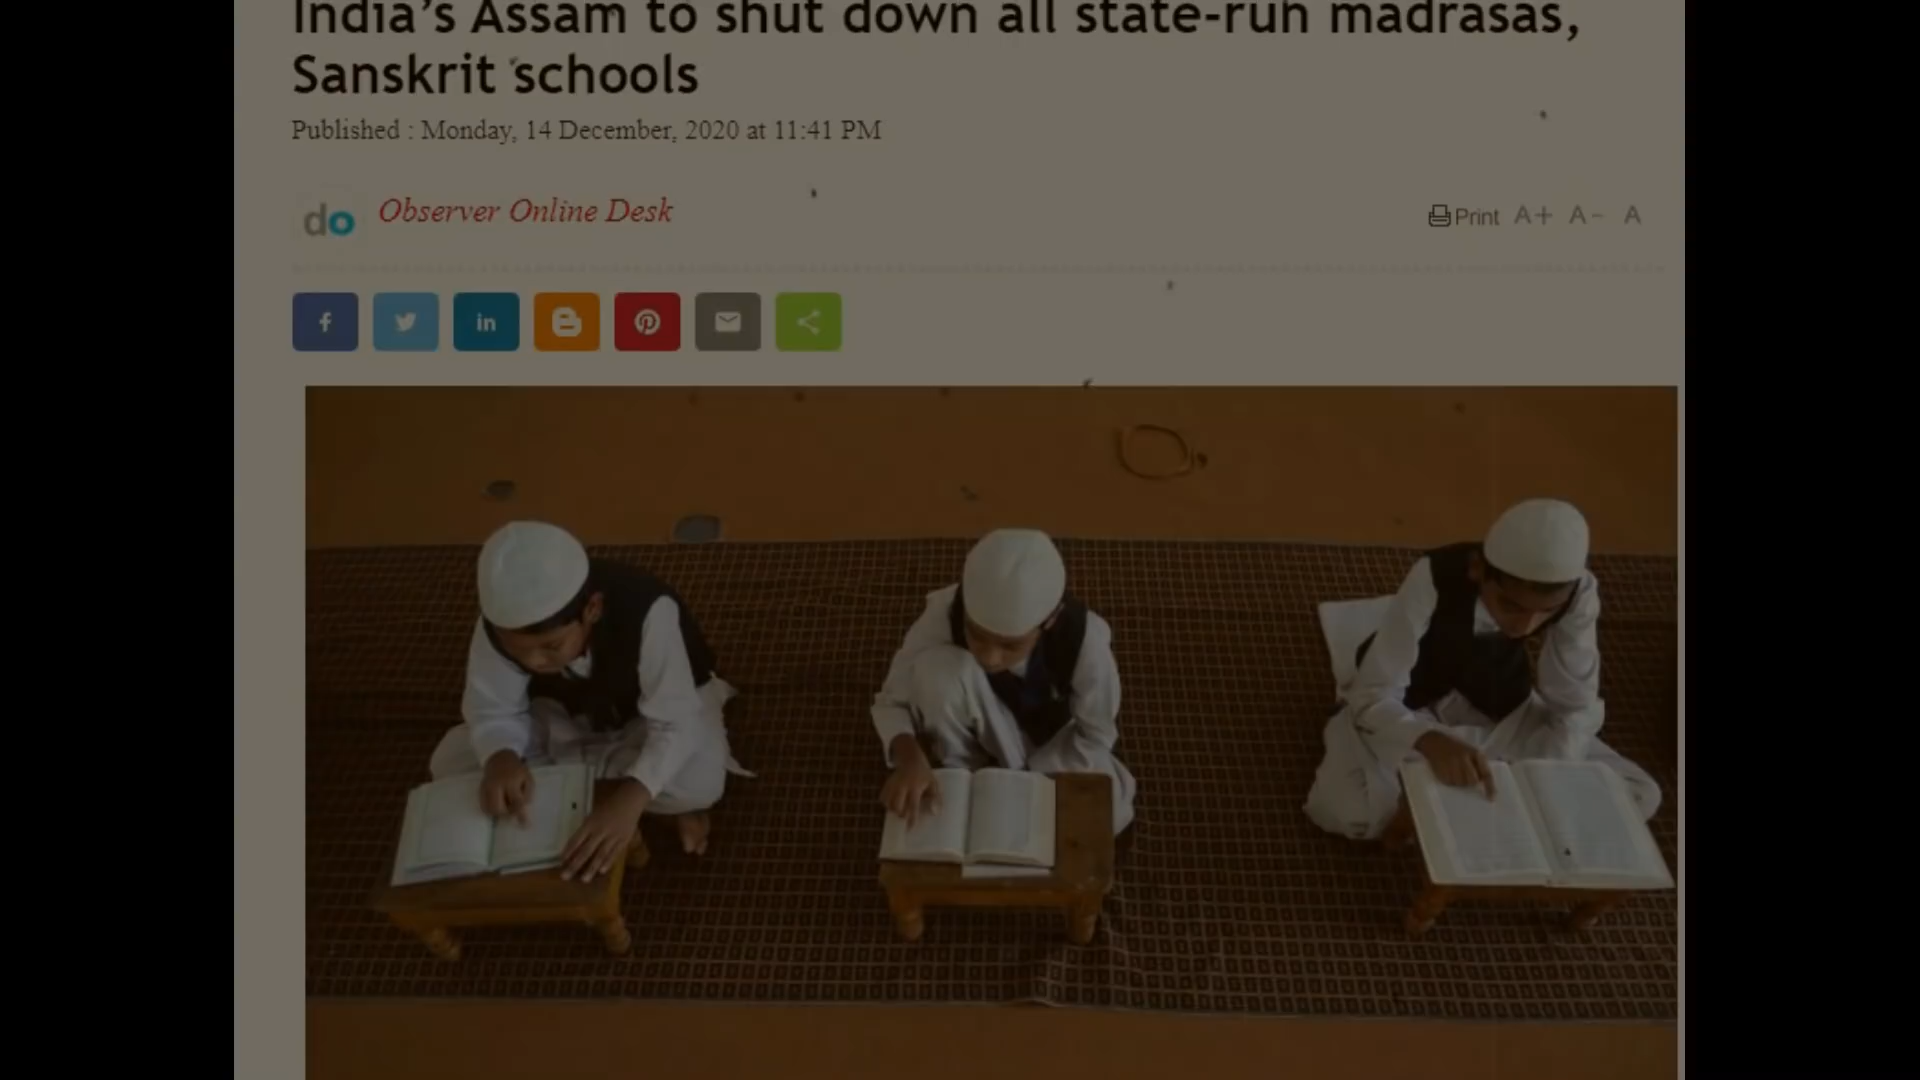 India's Assam to shut down all state-run madrasas,
Sanskrit schools
Published : Monday, 14 December, 2020 at 11:41 PM
do
Observer Online Desk
Print A+ A- A